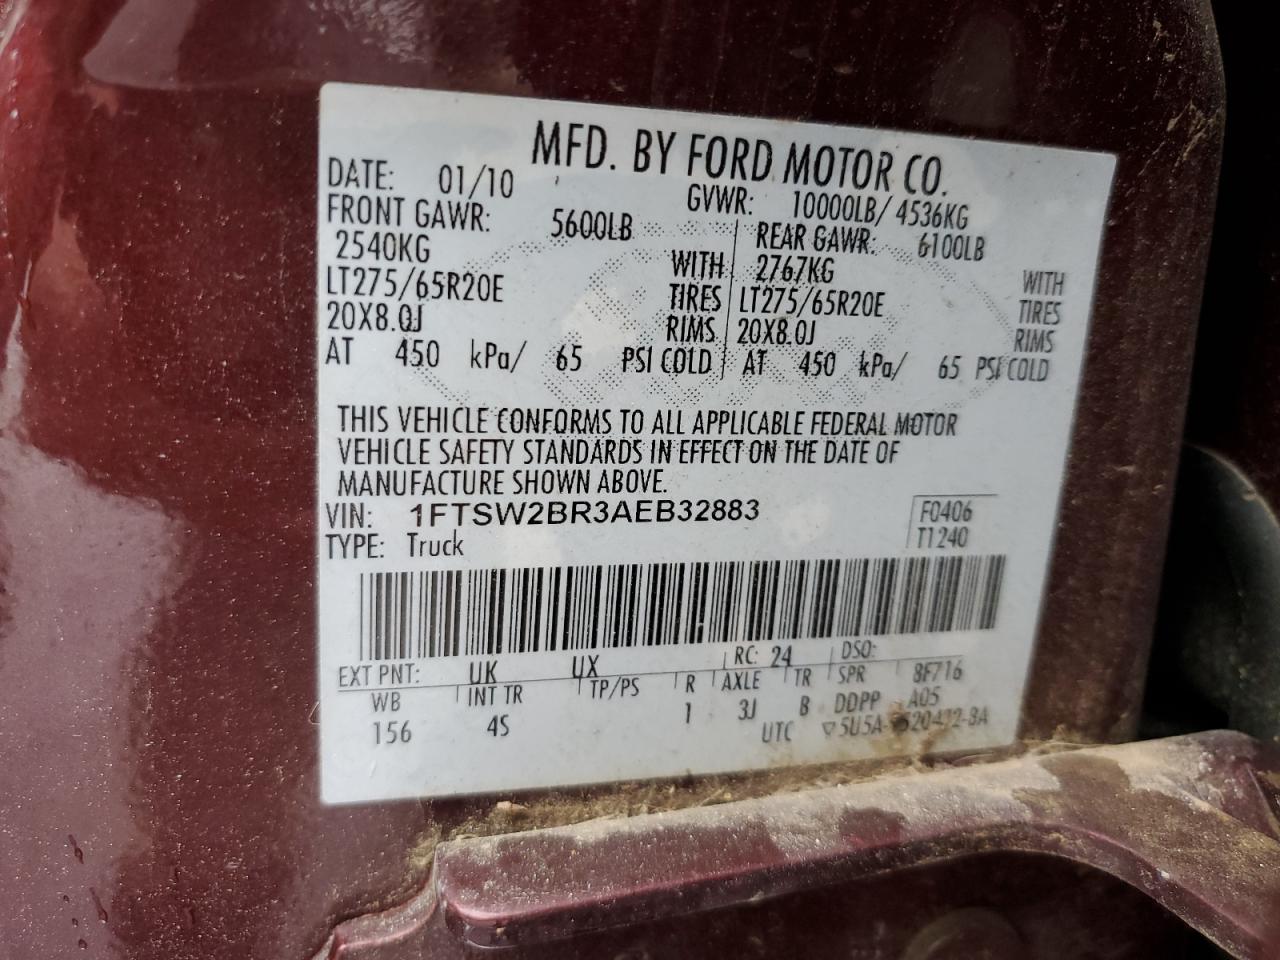 MFD. BY FORD MOTOR CO.
DATE: 01/10 GVWR: 10000LB/ 4536KG
FRONT GAWR: 5600LB REAR GAWR: 6100LB
2540KG WITH 2767KG WITH
LT275/65R20E TIRES LT275/65R20E TIRES
20X8.0J RIMS 20X8.0J RIMS
AT 450 kPa/ 65 PSI COLD AT 450 kPa/ 65 PSI COLD
THIS VEHICLE CONFORMS TO ALL APPLICABLE FEDERAL MOTOR
VEHICLE SAFETY STANDARDS IN EFFECT ON THE DATE OF
MANUFACTURE SHOWN ABOVE.
VIN: 1FTSW2BR3AEB32883 F0406
TYPE: Truck T1240
EXT PNT: UK UX RC: 24 DSO:
WB INT TR TP/PS R AXLE TR SPR 8F716
156 4S 1 3J B DDPP A05
UTC